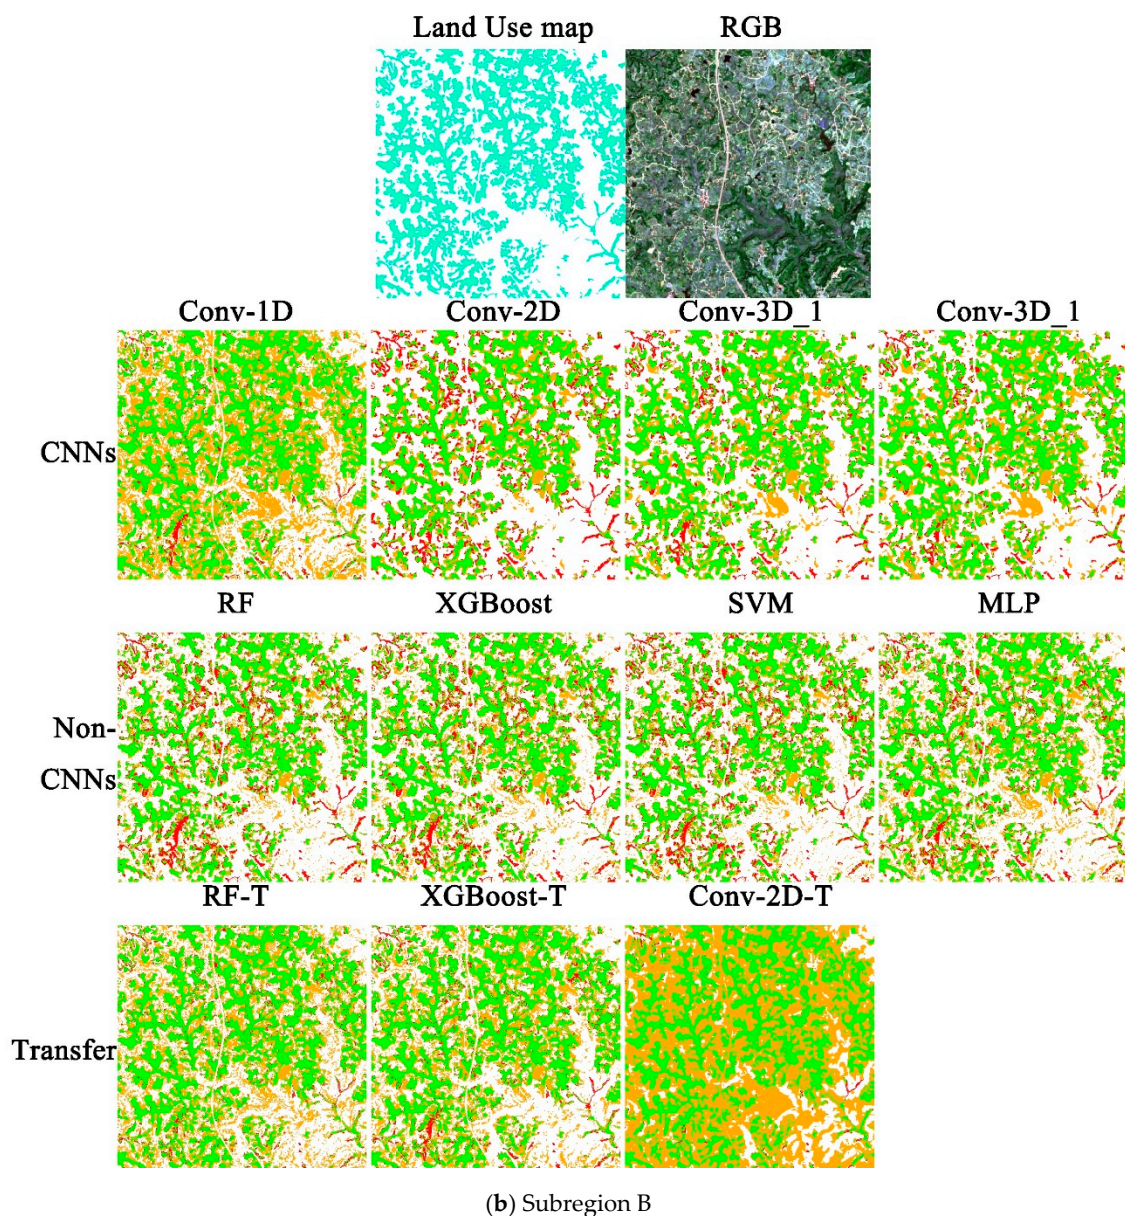 Land Use map RGB
Conv-1D Conv-2D Conv-3D_1 Conv-3D_1
CNNs
RF XGBoost SVM MLP
Non-
CNNs
RF-T XGBoost-T Conv-2D-T
Transfer
(b) Subregion B